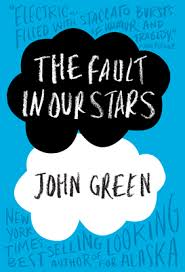 "ELECTRIC...
FILLED WITH
STACCATO BURSTS
OF HUMOR AND
TRAGEDY."
THE FAULT
IN OUR STARS
JOHN GREEN
NEW
YORK
TIMES
BESTSELLING
AUTHOR OF
LOOKING
FOR
ALASKA